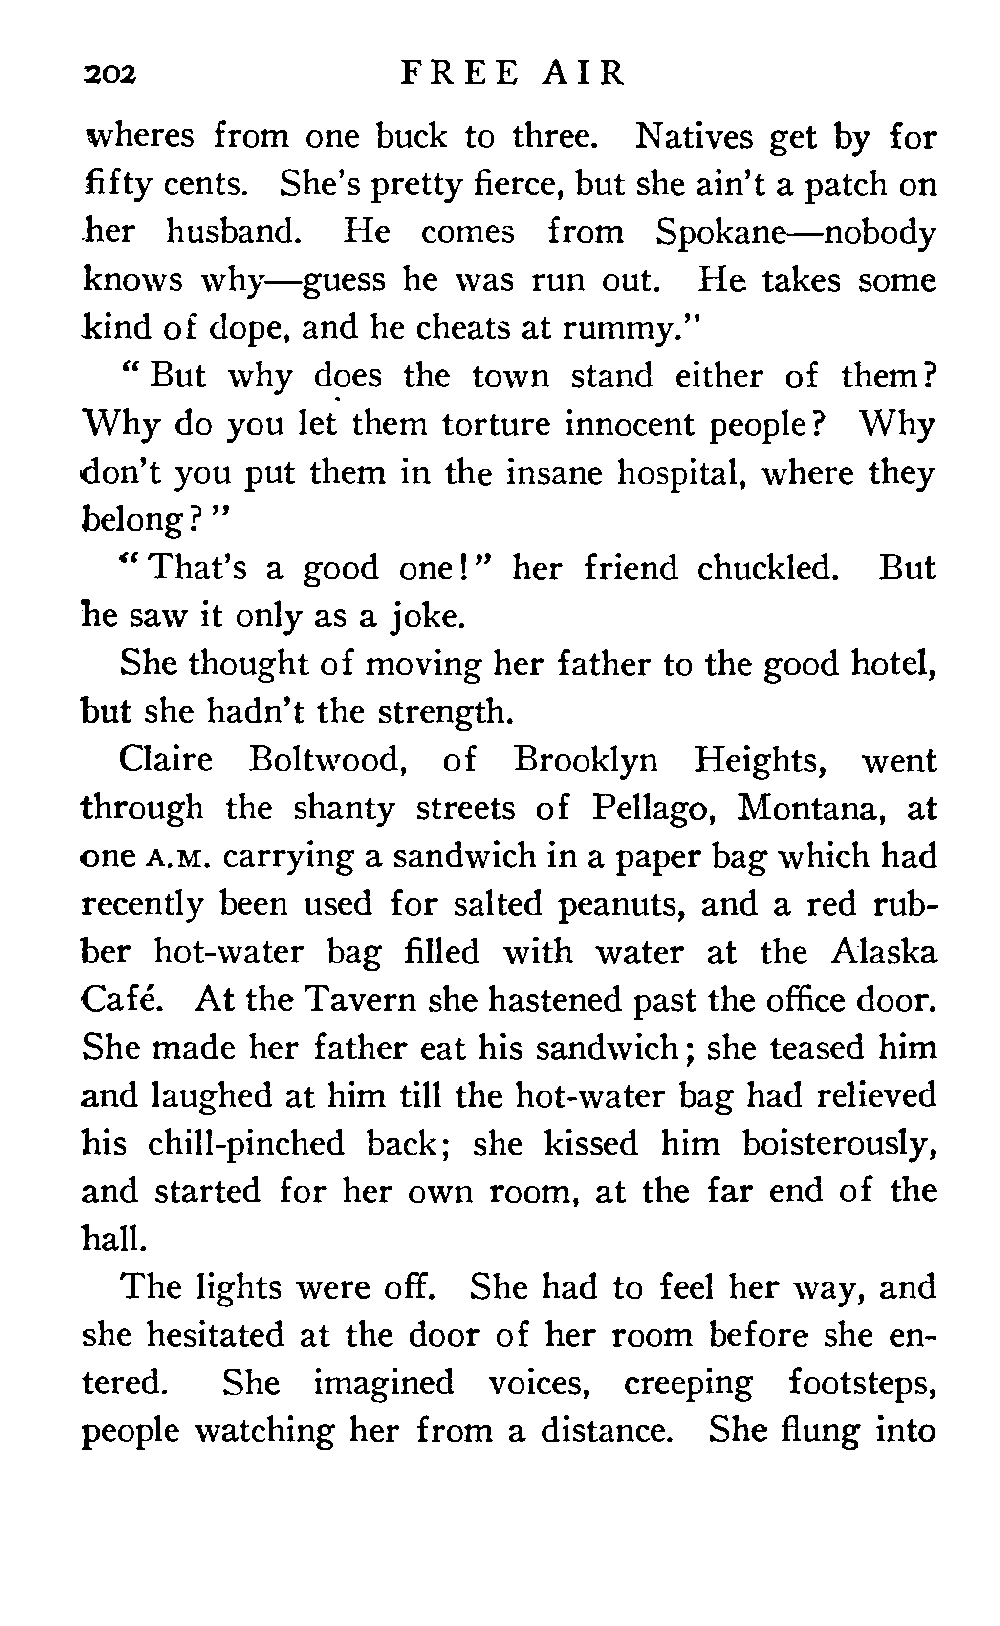 202 FREE AIR
wheres from one buck to three. Natives get by for
fifty cents. She's pretty fierce, but she ain't a patch on
her husband. He comes from Spokane—nobody
knows why—guess he was run out. He takes some
kind of dope, and he cheats at rummy."
"But why does the town stand either of them?
Why do you let them torture innocent people? Why
don't you put them in the insane hospital, where they
belong?"
"That's a good one!" her friend chuckled. But
he saw it only as a joke.
She thought of moving her father to the good hotel,
but she hadn't the strength.
Claire Boltwood, of Brooklyn Heights, went
through the shanty streets of Pellago, Montana, at
one A.M. carrying a sandwich in a paper bag which had
recently been used for salted peanuts, and a red rub-
ber hot-water bag filled with water at the Alaska
Café. At the Tavern she hastened past the office door.
She made her father eat his sandwich; she teased him
and laughed at him till the hot-water bag had relieved
his chill-pinched back; she kissed him boisterously,
and started for her own room, at the far end of the
hall.
The lights were off. She had to feel her way, and
she hesitated at the door of her room before she en-
tered. She imagined voices, creeping footsteps,
people watching her from a distance. She flung into